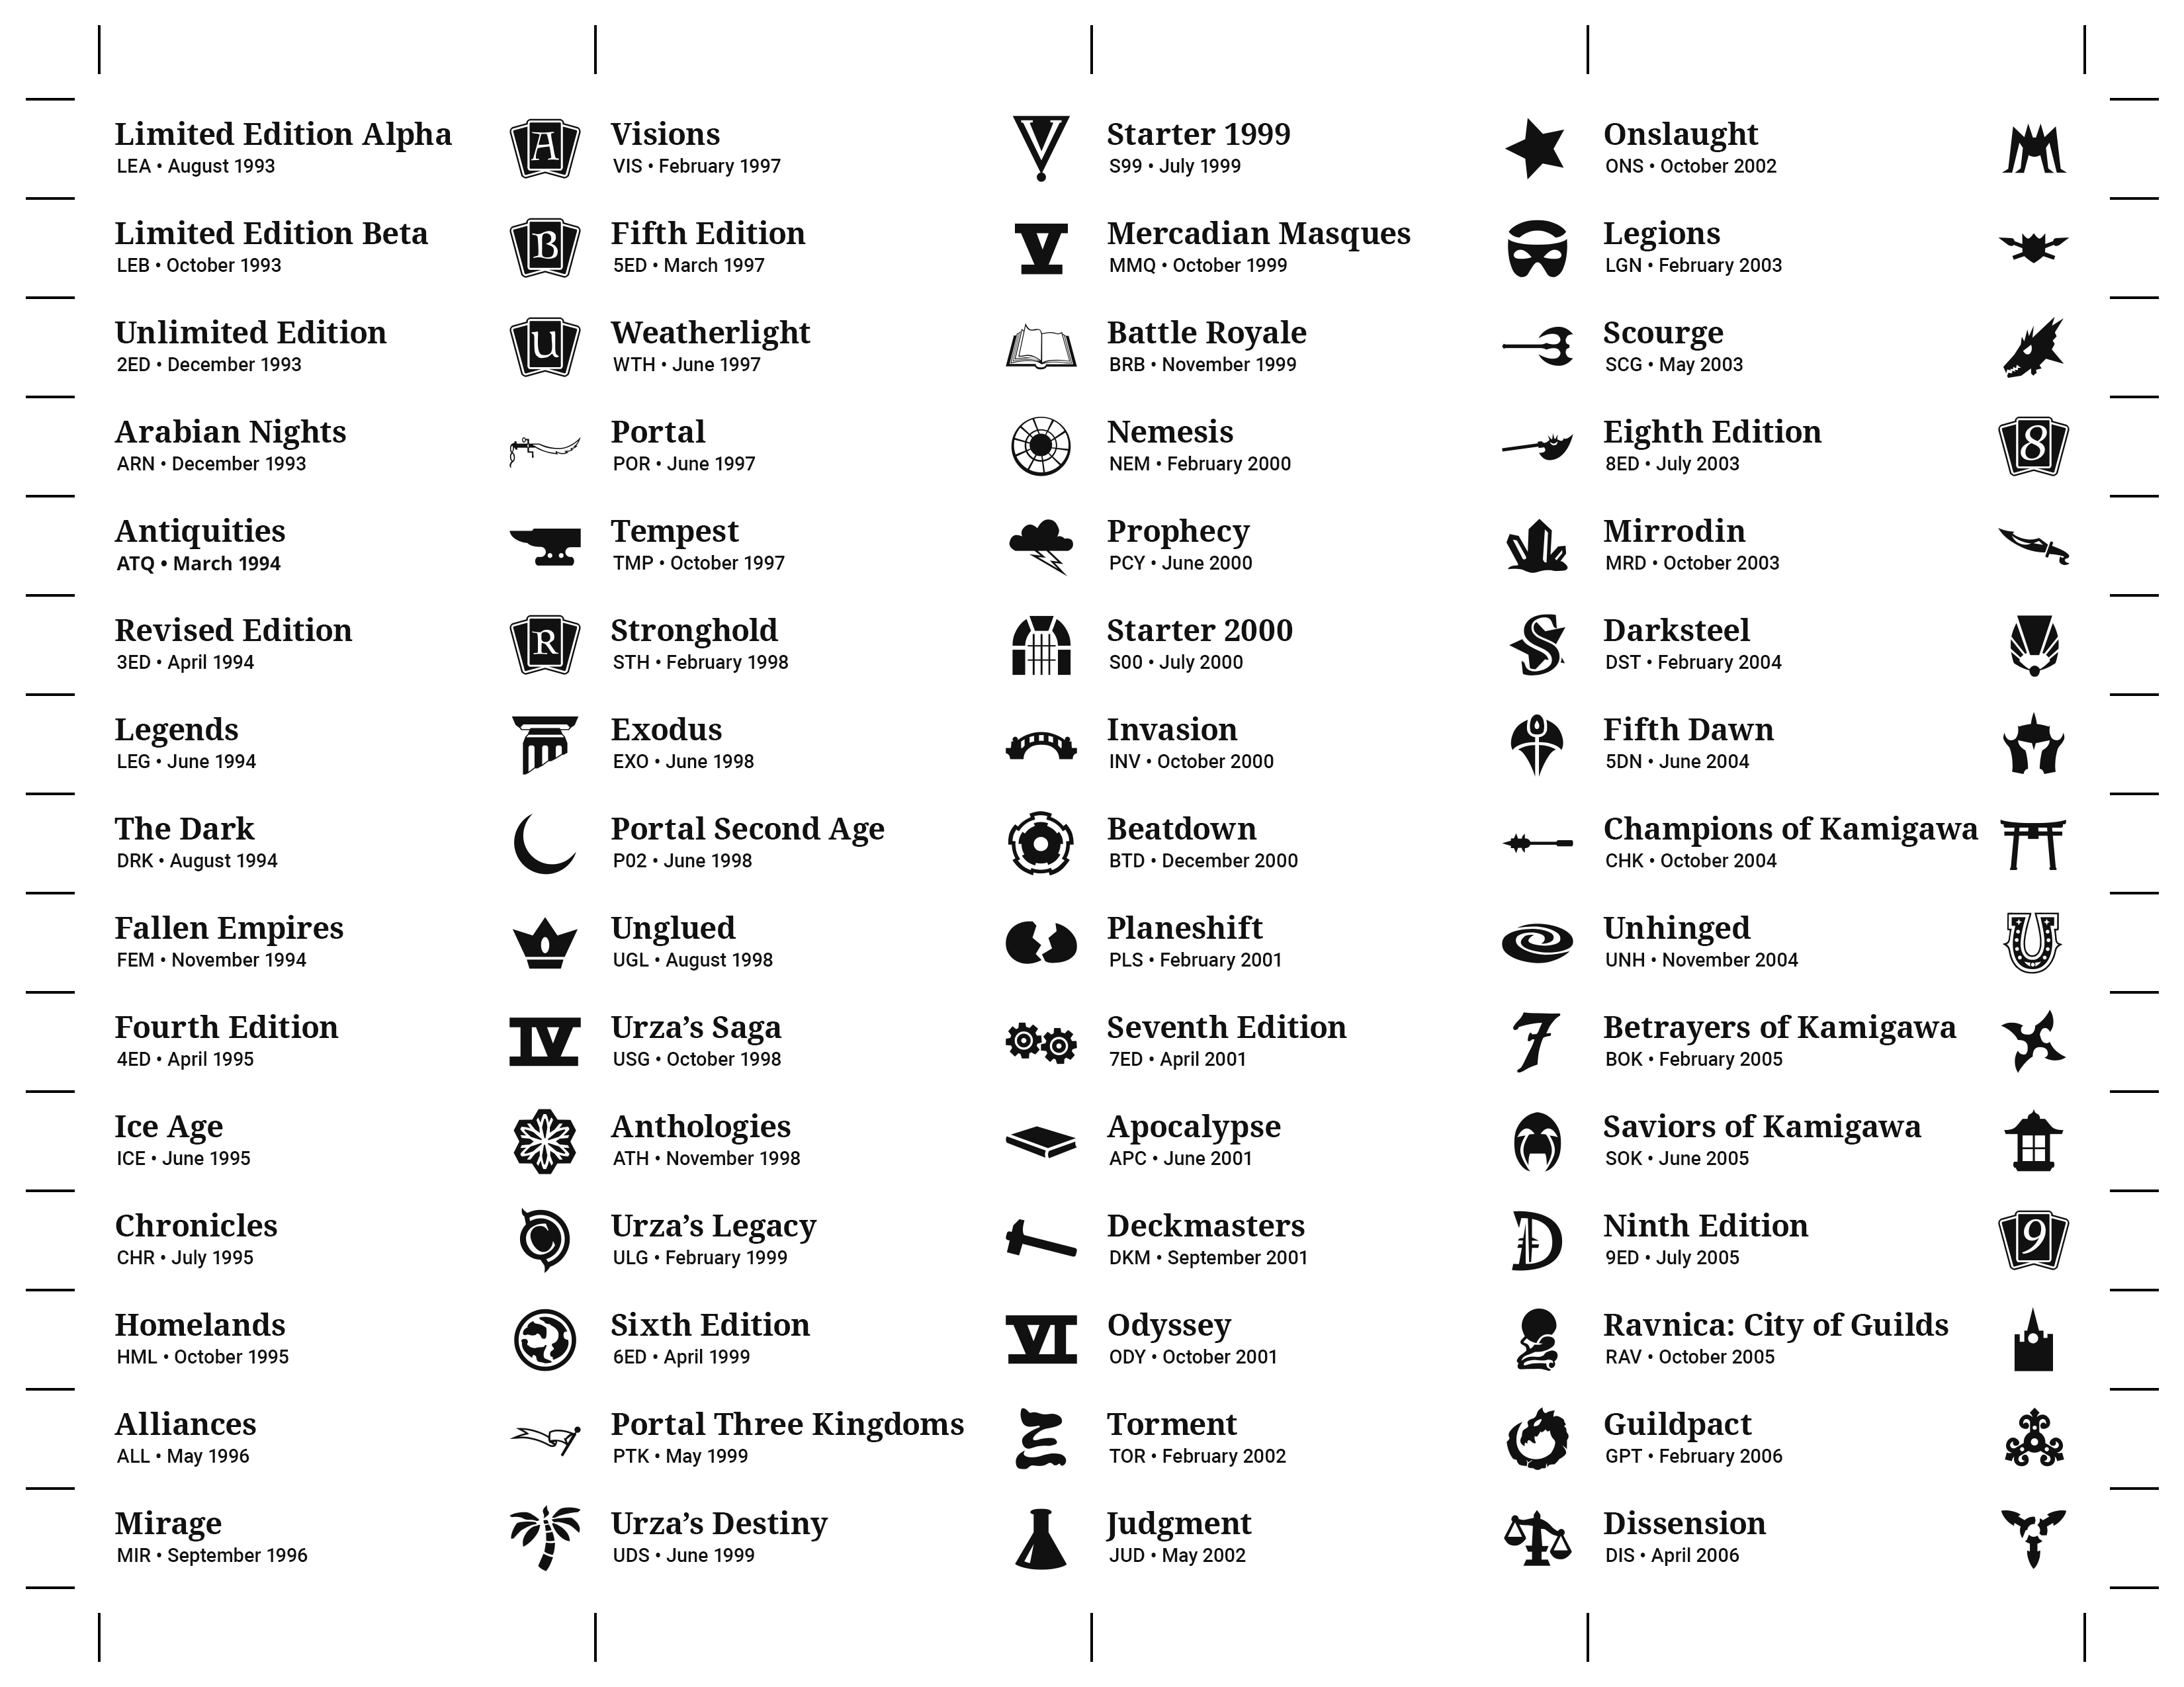 Limited Edition Alpha
LEA • August 1993
Limited Edition Beta
LEB • October 1993
Unlimited Edition
2ED • December 1993
Arabian Nights
ARN • December 1993
Antiquities
ATQ • March 1994
Revised Edition
3ED • April 1994
Legends
LEG • June 1994
The Dark
DRK • August 1994
Fallen Empires
FEM • November 1994
Fourth Edition
4ED • April 1995
Ice Age
ICE • June 1995
Chronicles
CHR • July 1995
Homelands
HML • October 1995
Alliances
ALL • May 1996
Mirage
MIR • September 1996
A
B
U
R
IV
C
Visions
VIS • February 1997
Fifth Edition
5ED • March 1997
Weatherlight
WTH • June 1997
Portal
POR • June 1997
Tempest
TMP • October 1997
Stronghold
STH • February 1998
Exodus
EXO • June 1998
Portal Second Age
P02 • June 1998
Unglued
UGL • August 1998
Urza’s Saga
USG • October 1998
Anthologies
ATH • November 1998
Urza’s Legacy
ULG • February 1999
Sixth Edition
6ED • April 1999
Portal Three Kingdoms
PTK • May 1999
Urza’s Destiny
UDS • June 1999
V
V
VI
Starter 1999
S99 • July 1999
Mercadian Masques
MMQ • October 1999
Battle Royale
BRB • November 1999
Nemesis
NEM • February 2000
Prophecy
PCY • June 2000
Starter 2000
S00 • July 2000
Invasion
INV • October 2000
Beatdown
BTD • December 2000
Planeshift
PLS • February 2001
Seventh Edition
7ED • April 2001
Apocalypse
APC • June 2001
Deckmasters
DKM • September 2001
Odyssey
ODY • October 2001
Torment
TOR • February 2002
Judgment
JUD • May 2002
S
7
D
Onslaught
ONS • October 2002
Legions
LGN • February 2003
Scourge
SCG • May 2003
Eighth Edition
8ED • July 2003
Mirrodin
MRD • October 2003
Darksteel
DST • February 2004
Fifth Dawn
5DN • June 2004
Champions of Kamigawa
CHK • October 2004
Unhinged
UNH • November 2004
Betrayers of Kamigawa
BOK • February 2005
Saviors of Kamigawa
SOK • June 2005
Ninth Edition
9ED • July 2005
Ravnica: City of Guilds
RAV • October 2005
Guildpact
GPT • February 2006
Dissension
DIS • April 2006
8
9